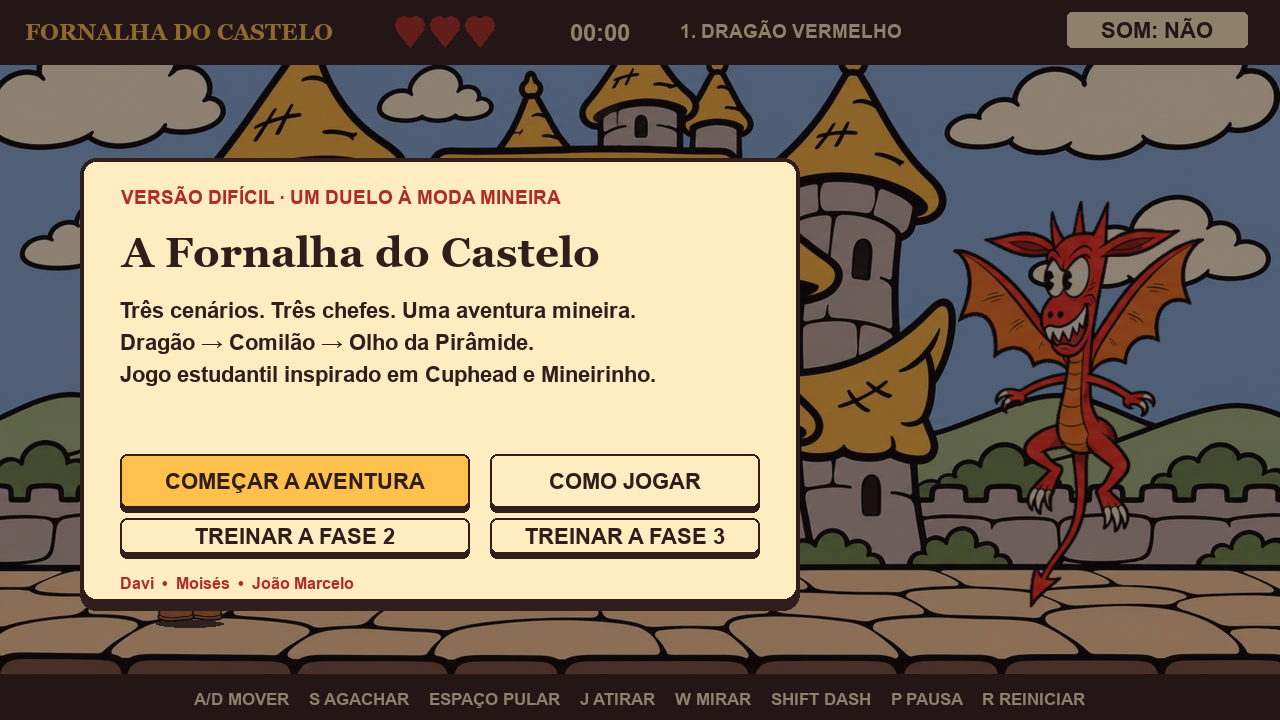 FORNALHA DO CASTELO
00:00
1. DRAGÃO VERMELHO
SOM: NÃO
VERSÃO DIFÍCIL · UM DUELO À MODA MINEIRA
A Fornalha do Castelo
Três cenários. Três chefes. Uma aventura mineira.
Dragão → Comilão → Olho da Pirâmide.
Jogo estudantil inspirado em Cuphead e Mineirinho.
COMEÇAR A AVENTURA
COMO JOGAR
TREINAR A FASE 2
TREINAR A FASE 3
Davi • Moisés • João Marcelo
A/D MOVER S AGACHAR ESPAÇO PULAR J ATIRAR W MIRAR SHIFT DASH P PAUSA R REINICIAR